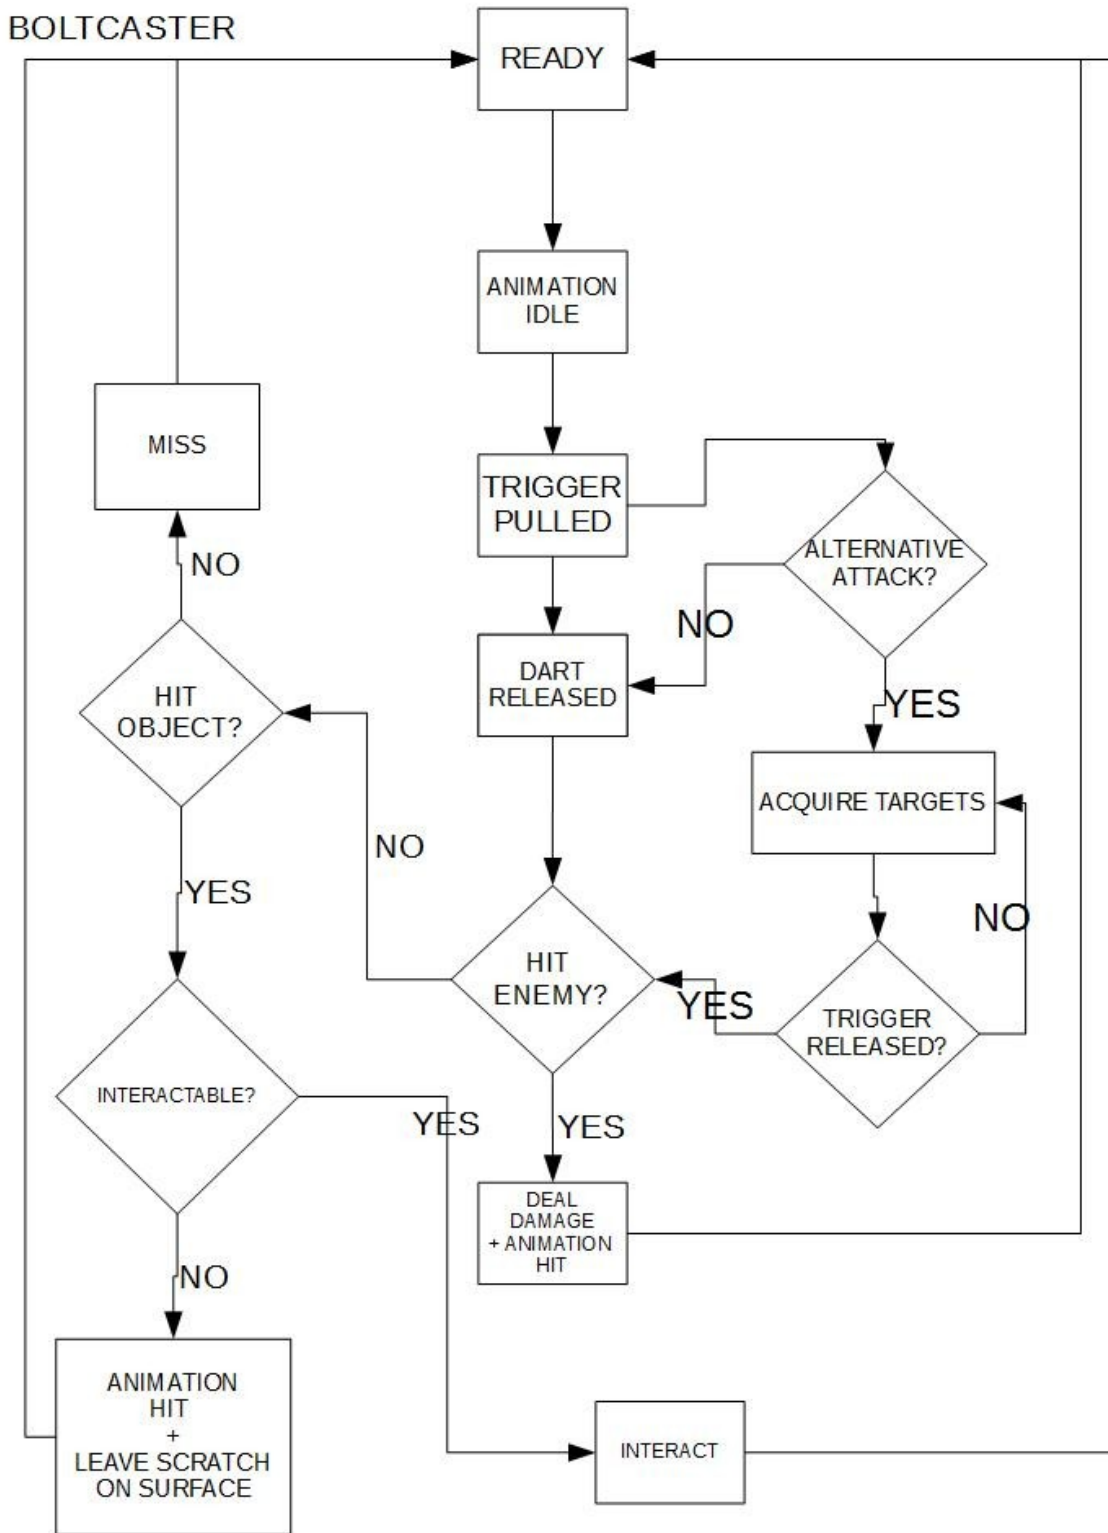 BOLTCASTER
READY
ANIMATION
IDLE
MISS
TRIGGER
PULLED
ALTERNATIVE
ATTACK?
NO
NO
HIT
OBJECT?
DART
RELEASED
YES
ACQUIRE TARGETS
NO
YES
NO
HIT
ENEMY?
YES
TRIGGER
RELEASED?
INTERACTABLE?
YES
YES
DEAL
DAMAGE
+ ANIMATION
HIT
NO
ANIMATION
HIT
+
LEAVE SCRATCH
ON SURFACE
INTERACT